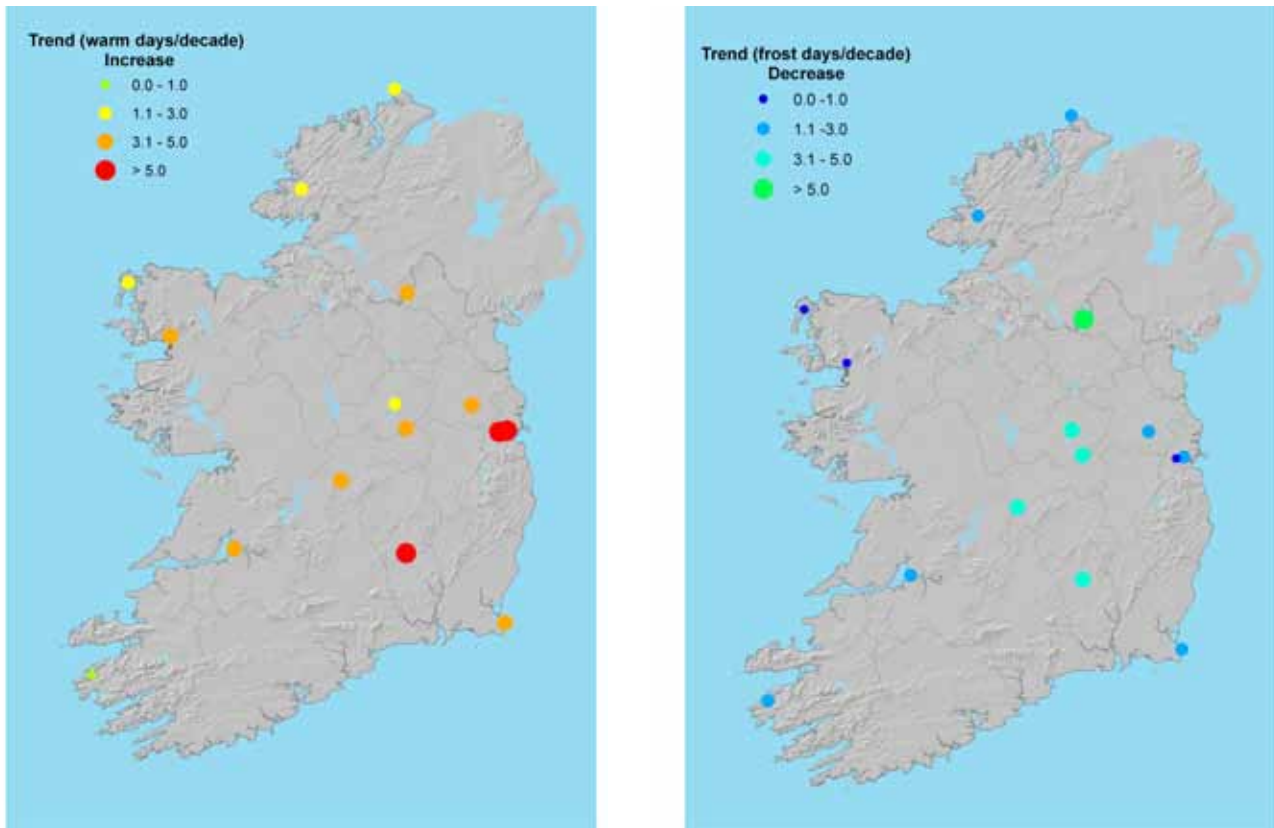 Trend (warm days/decade)
Increase
0.0 - 1.0
1.1 - 3.0
3.1 - 5.0
> 5.0
Trend (frost days/decade)
Decrease
0.0 -1.0
1.1 -3.0
3.1 - 5.0
> 5.0